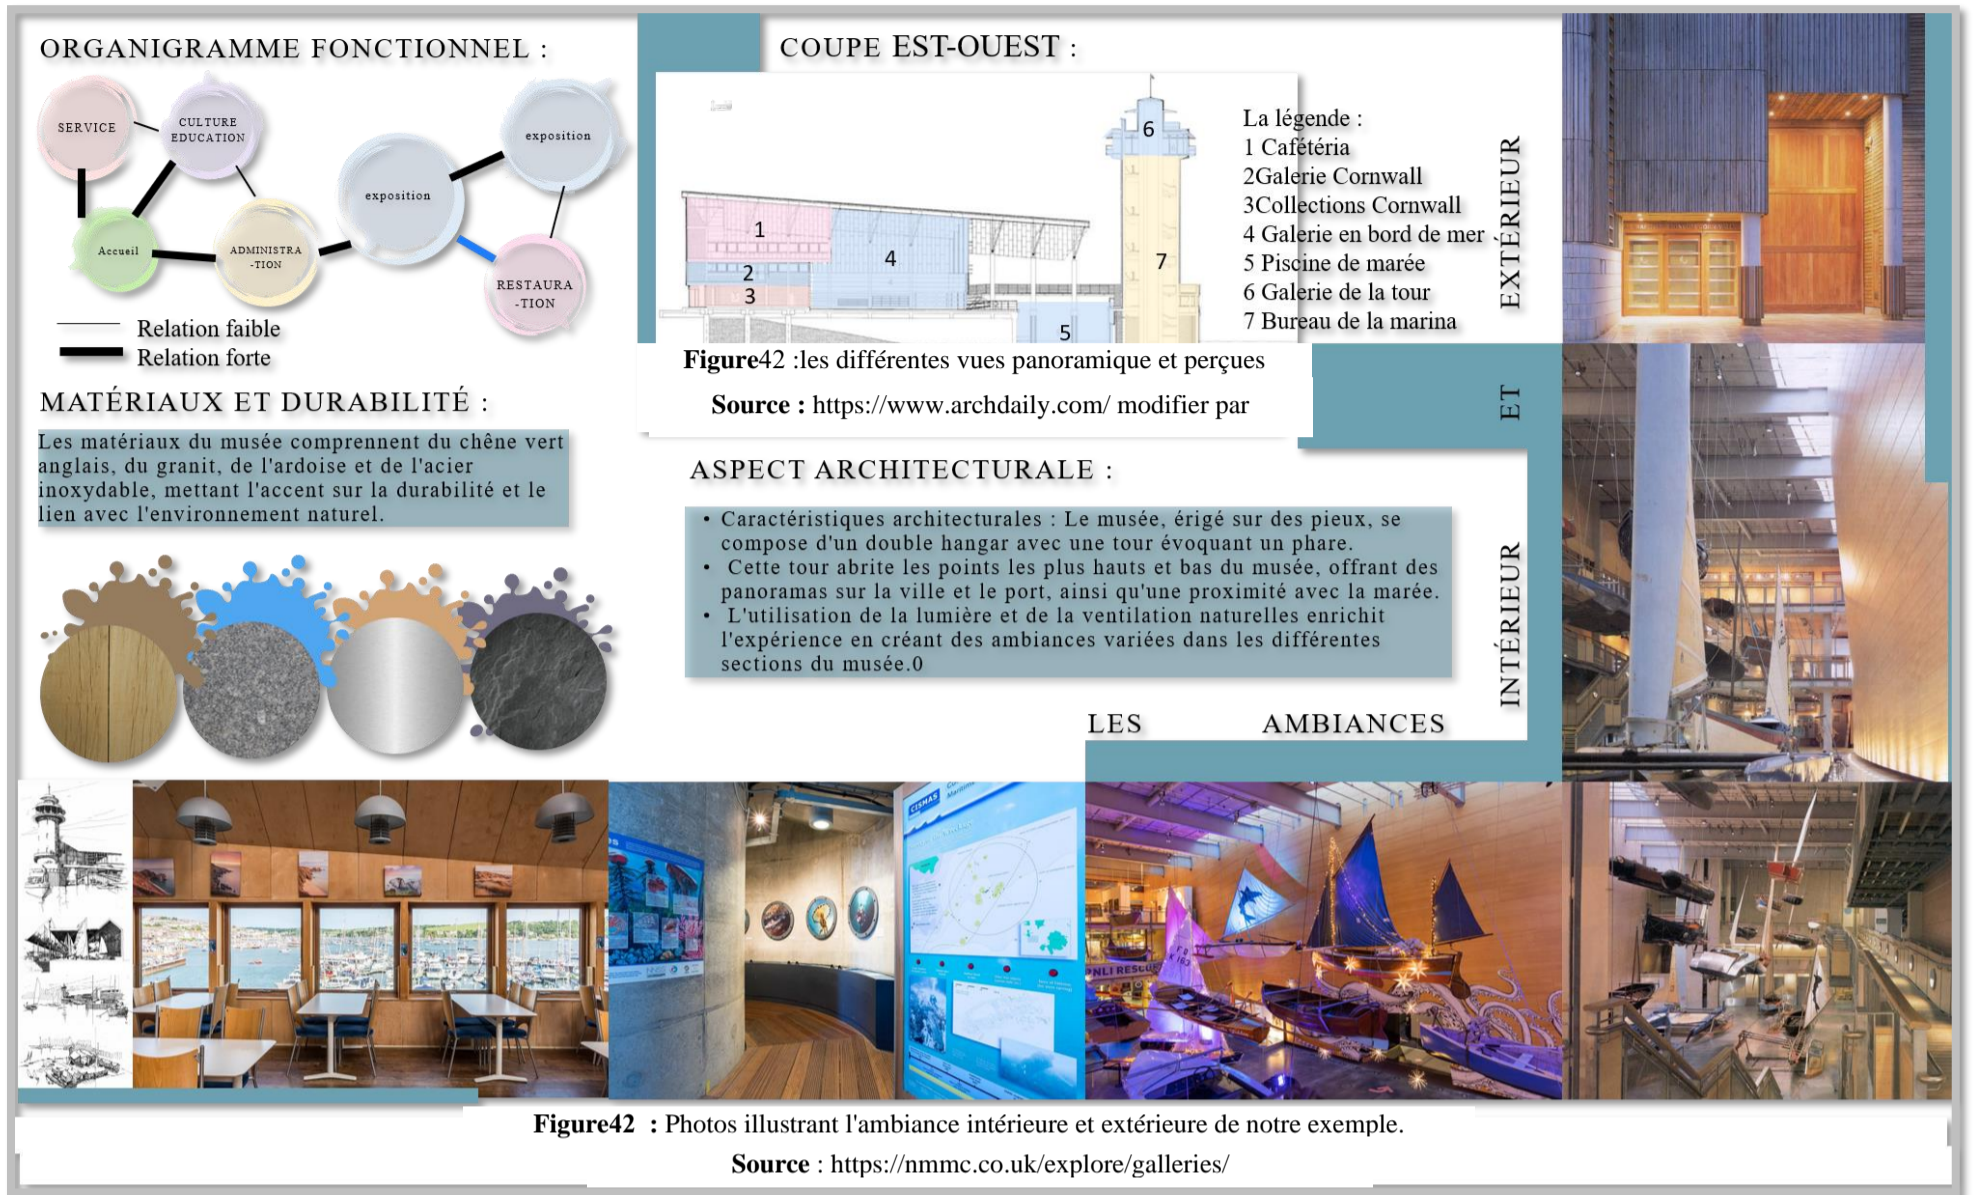 ORGANIGRAMME FONCTIONNEL :
SERVICE
CULTURE
EDUCATION
exposition
exposition
Accueil
ADMINISTRA
-TION
RESTAURA
-TION
Relation faible
Relation forte
MATÉRIAUX ET DURABILITÉ :
Les matériaux du musée comprennent du chêne vert
anglais, du granit, de l'ardoise et de l'acier
inoxydable, mettant l'accent sur la durabilité et le
lien avec l'environnement naturel.
COUPE EST-OUEST :
1
2
3
4
5
6
7
La légende :
1 Cafétéria
2Galerie Cornwall
3Collections Cornwall
4 Galerie en bord de mer
5 Piscine de marée
6 Galerie de la tour
7 Bureau de la marina
Figure42 :les différentes vues panoramique et perçues
Source : https://www.archdaily.com/ modifier par
ASPECT ARCHITECTURALE :
• Caractéristiques architecturales : Le musée, érigé sur des pieux, se
compose d'un double hangar avec une tour évoquant un phare.
• Cette tour abrite les points les plus hauts et bas du musée, offrant des
panoramas sur la ville et le port, ainsi qu'une proximité avec la marée.
• L'utilisation de la lumière et de la ventilation naturelles enrichit
l'expérience en créant des ambiances variées dans les différentes
sections du musée.0
LES AMBIANCES
INTÉRIEUR ET EXTÉRIEUR
CISMAS
RNLI RESCUE
Figure42 : Photos illustrant l'ambiance intérieure et extérieure de notre exemple.
Source : https://nmmc.co.uk/explore/galleries/